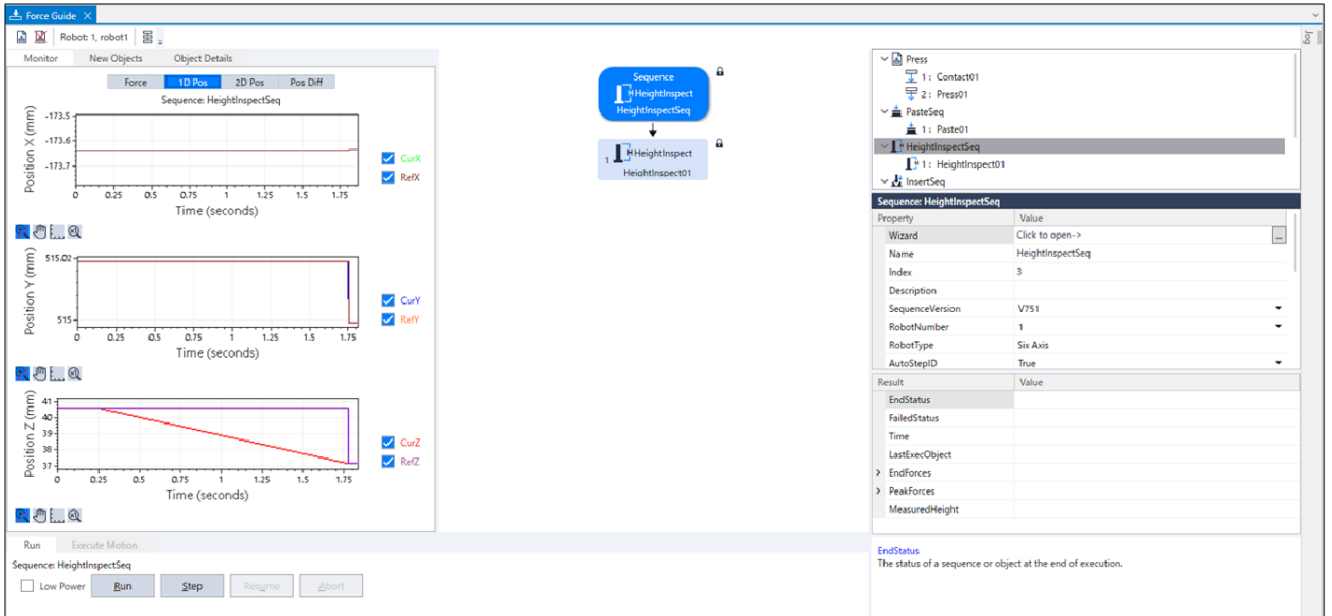 Force Guide
Robot: 1, robot1
Jog
Monitor New Objects Object Details
Force 1D Pos 2D Pos Pos Diff
Sequence: HeightInspectSeq
Position X (mm)
-173.5
-173.6
-173.7
0 0.25 0.5 0.75 1 1.25 1.5 1.75
Time (seconds)
CurX
RefX
Position Y (mm)
515.02
515
0 0.25 0.5 0.75 1 1.25 1.5 1.75
Time (seconds)
CurY
RefY
Position Z (mm)
41
40
39
38
37
0 0.25 0.5 0.75 1 1.25 1.5 1.75
Time (seconds)
CurZ
RefZ
Run Execute Motion
Sequence: HeightInspectSeq
Low Power Run Step Resume Abort
Sequence
HeightInspect
HeightInspectSeq
1 HeightInspect
HeightInspect01
Press
1: Contact01
2: Press01
PasteSeq
1: Paste01
HeightInspectSeq
1: HeightInspect01
InsertSeq
Sequence: HeightInspectSeq
Property Value
Wizard Click to open-> ...
Name HeightInspectSeq
Index 3
Description
SequenceVersion V751
RobotNumber 1
RobotType Six Axis
AutoStepID True
Result Value
EndStatus
FailedStatus
Time
LastExecObject
EndForces
PeakForces
MeasuredHeight
EndStatus
The status of a sequence or object at the end of execution.